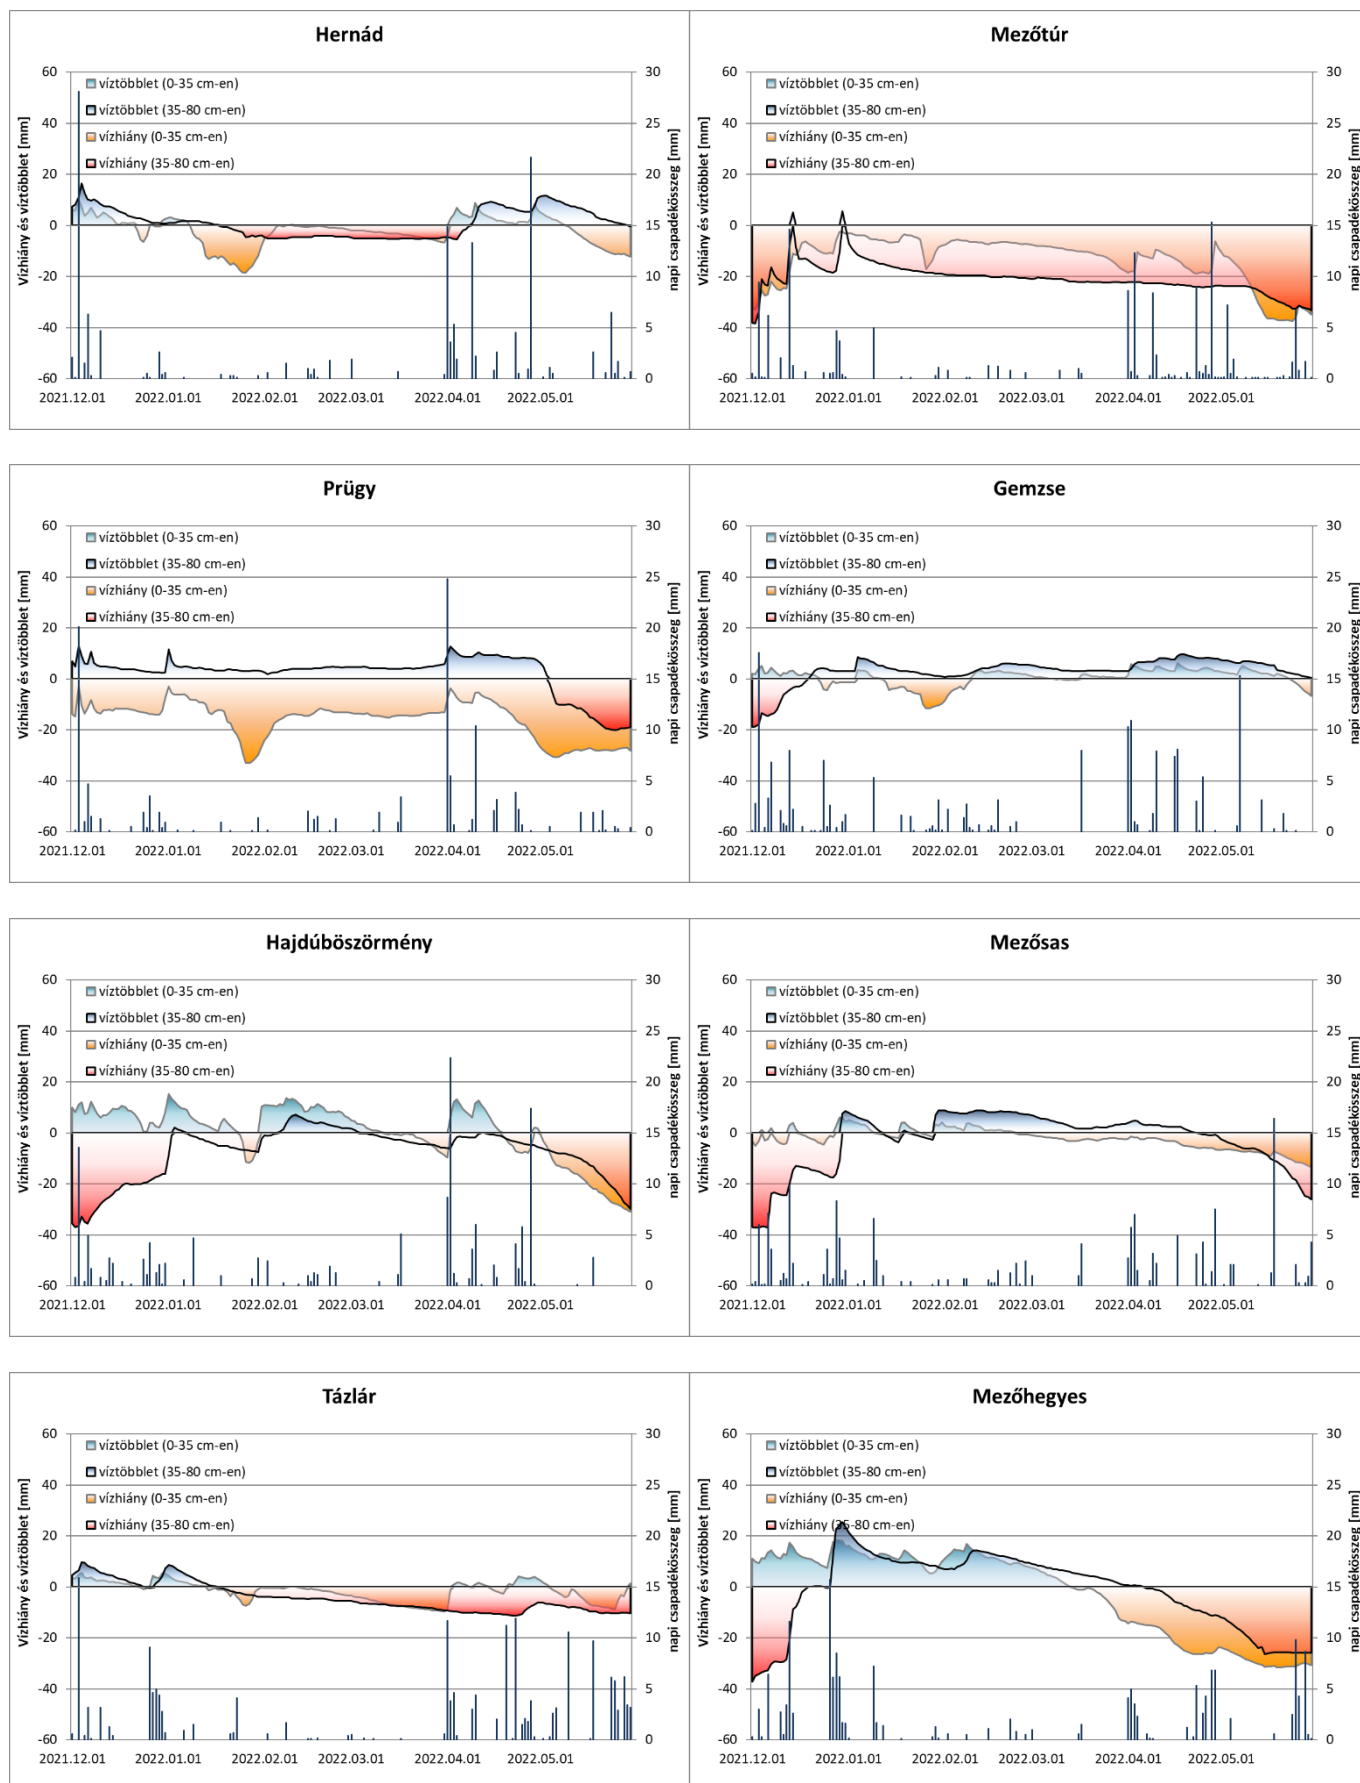 Hernád
60
40
20
0
-20
-40
-60
30
25
20
15
10
5
0
Vízhiány és víztöbblet [mm]
napi csapadékösszeg [mm]
víztöbblet (0-35 cm-en)
víztöbblet (35-80 cm-en)
vízhiány (0-35 cm-en)
vízhiány (35-80 cm-en)
2021.12.01 2022.01.01 2022.02.01 2022.03.01 2022.04.01 2022.05.01
Mezőtúr
60
40
20
0
-20
-40
-60
30
25
20
15
10
5
0
Vízhiány és víztöbblet [mm]
napi csapadékösszeg [mm]
víztöbblet (0-35 cm-en)
víztöbblet (35-80 cm-en)
vízhiány (0-35 cm-en)
vízhiány (35-80 cm-en)
2021.12.01 2022.01.01 2022.02.01 2022.03.01 2022.04.01 2022.05.01
Prügy
60
40
20
0
-20
-40
-60
30
25
20
15
10
5
0
Vízhiány és víztöbblet [mm]
napi csapadékösszeg [mm]
víztöbblet (0-35 cm-en)
víztöbblet (35-80 cm-en)
vízhiány (0-35 cm-en)
vízhiány (35-80 cm-en)
2021.12.01 2022.01.01 2022.02.01 2022.03.01 2022.04.01 2022.05.01
Gemzse
60
40
20
0
-20
-40
-60
30
25
20
15
10
5
0
Vízhiány és víztöbblet [mm]
napi csapadékösszeg [mm]
víztöbblet (0-35 cm-en)
víztöbblet (35-80 cm-en)
vízhiány (0-35 cm-en)
vízhiány (35-80 cm-en)
2021.12.01 2022.01.01 2022.02.01 2022.03.01 2022.04.01 2022.05.01
Hajdúböszörmény
60
40
20
0
-20
-40
-60
30
25
20
15
10
5
0
Vízhiány és víztöbblet [mm]
napi csapadékösszeg [mm]
víztöbblet (0-35 cm-en)
víztöbblet (35-80 cm-en)
vízhiány (0-35 cm-en)
vízhiány (35-80 cm-en)
2021.12.01 2022.01.01 2022.02.01 2022.03.01 2022.04.01 2022.05.01
Mezősas
60
40
20
0
-20
-40
-60
30
25
20
15
10
5
0
Vízhiány és víztöbblet [mm]
napi csapadékösszeg [mm]
víztöbblet (0-35 cm-en)
víztöbblet (35-80 cm-en)
vízhiány (0-35 cm-en)
vízhiány (35-80 cm-en)
2021.12.01 2022.01.01 2022.02.01 2022.03.01 2022.04.01 2022.05.01
Tázlár
60
40
20
0
-20
-40
-60
30
25
20
15
10
5
0
Vízhiány és víztöbblet [mm]
napi csapadékösszeg [mm]
víztöbblet (0-35 cm-en)
víztöbblet (35-80 cm-en)
vízhiány (0-35 cm-en)
vízhiány (35-80 cm-en)
2021.12.01 2022.01.01 2022.02.01 2022.03.01 2022.04.01 2022.05.01
Mezőhegyes
60
40
20
0
-20
-40
-60
30
25
20
15
10
5
0
Vízhiány és víztöbblet [mm]
napi csapadékösszeg [mm]
víztöbblet (0-35 cm-en)
víztöbblet (35-80 cm-en)
vízhiány (0-35 cm-en)
vízhiány (35-80 cm-en)
2021.12.01 2022.01.01 2022.02.01 2022.03.01 2022.04.01 2022.05.01